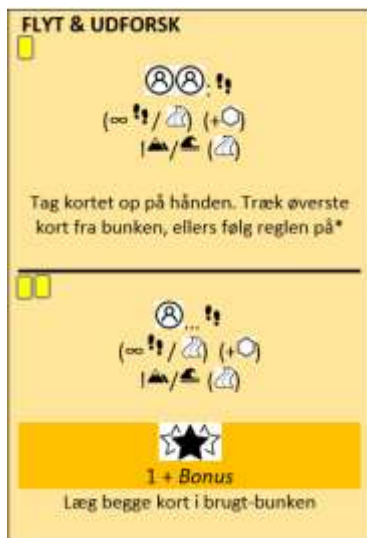 FLYT & UDFORSK
:
(∞ / ) (+⬡)
| / ( )
Tag kortet op på hånden. Træk øverste
kort fra bunken, ellers følg reglen på*
...
(∞ / ) (+⬡)
| / ( )
1 + Bonus
Læg begge kort i brugt-bunken